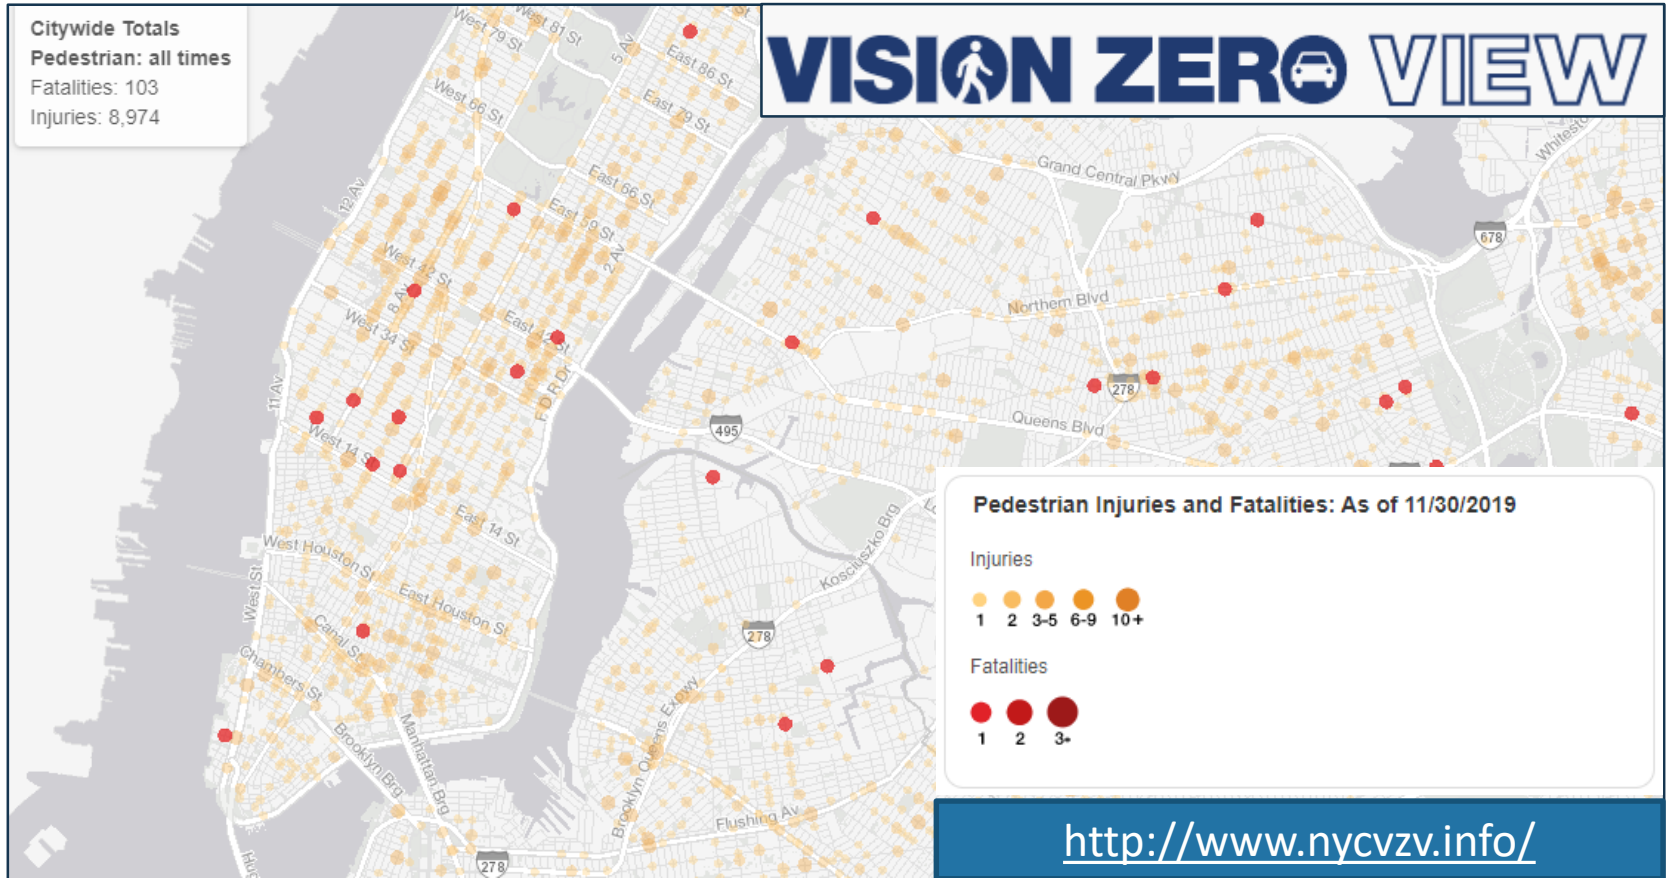 Citywide Totals
Pedestrian: all times
Fatalities: 103
Injuries: 8,974
VISION ZERO VIEW
West 79 St
West 81 St
5 Av
East 86 St
West 66 St
East 79 St
12 Av
East 66 St
East 59 St
2 Av
West 42 St
8 Av
West 34 St
East 42 St
F D R Dr
11 Av
West 14 St
East 14 St
West Houston St
East Houston St
West St
Canal St
Chambers St
Brooklyn Brg
Manhattan Brg
Brooklyn Queens Expwy
Flushing Av
Kosciuszko Brg
Grand Central Pkwy
Northern Blvd
Queens Blvd
Whitesto
678
278
495
278
278
Hug
Pedestrian Injuries and Fatalities: As of 11/30/2019
Injuries
1 2 3-5 6-9 10+
Fatalities
1 2 3+
http://www.nycvzv.info/